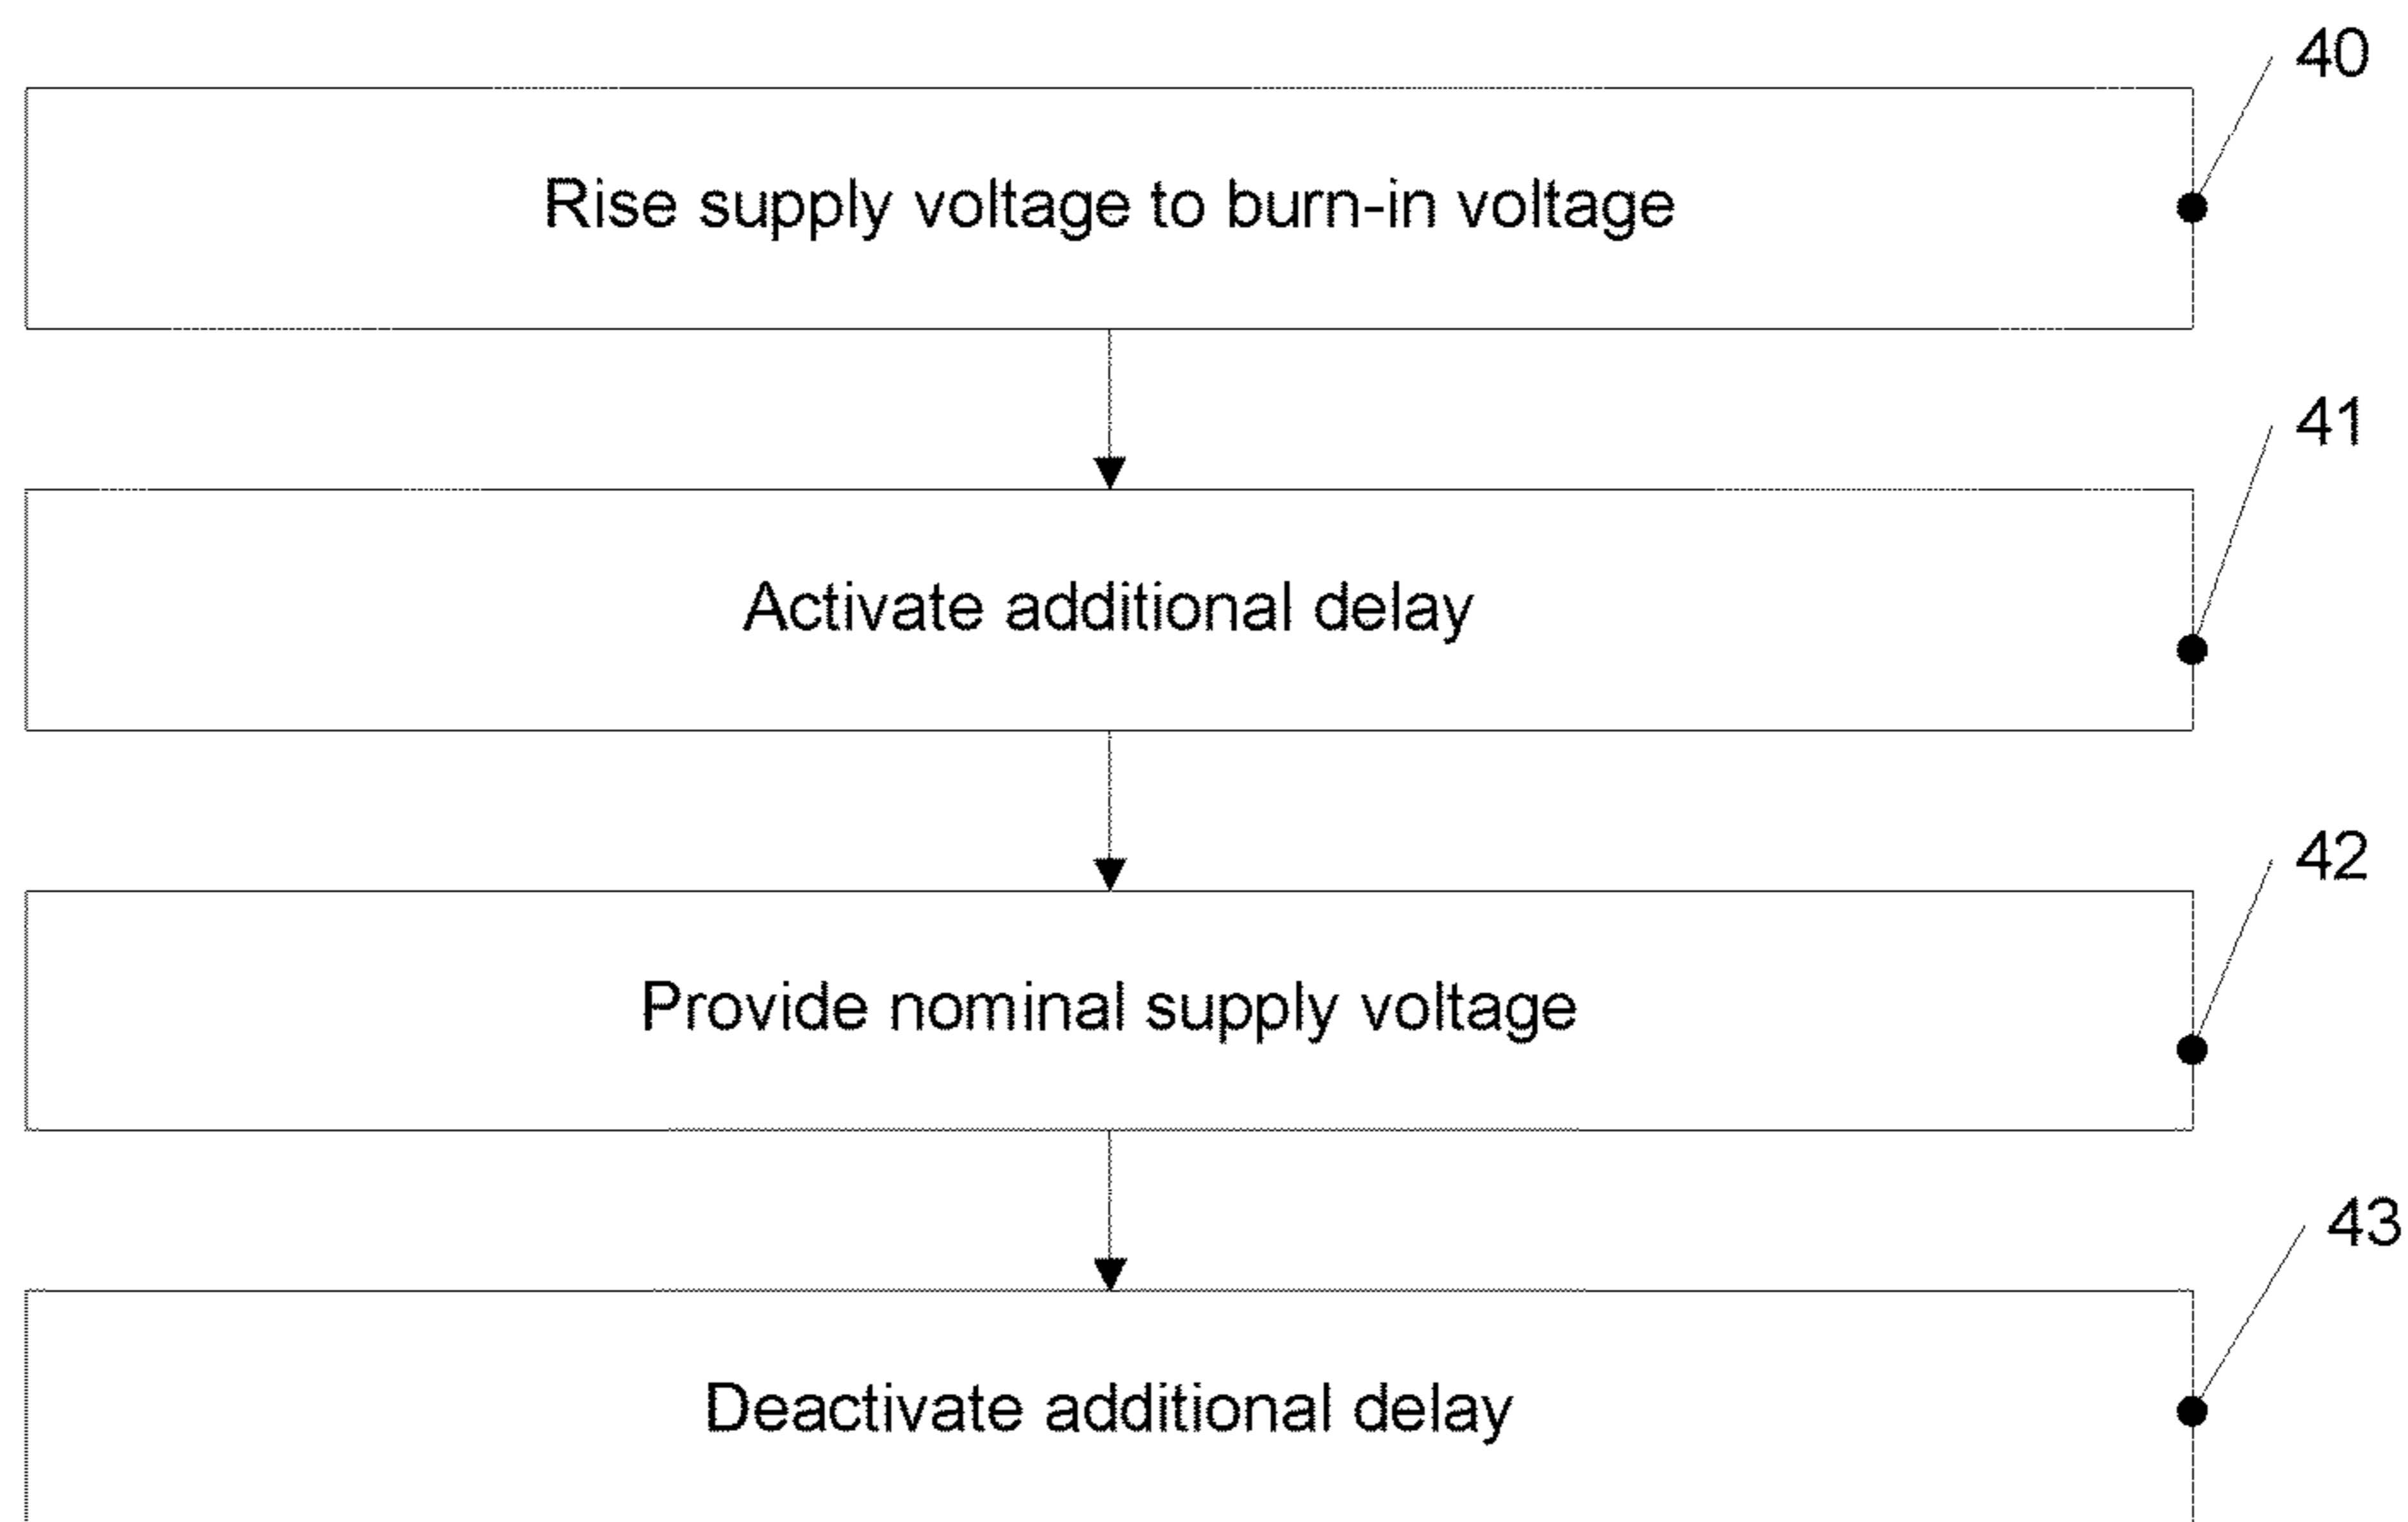 40
Rise supply voltage to burn-in voltage
41
Activate additional delay
42
Provide nominal supply voltage
43
Deactivate additional delay